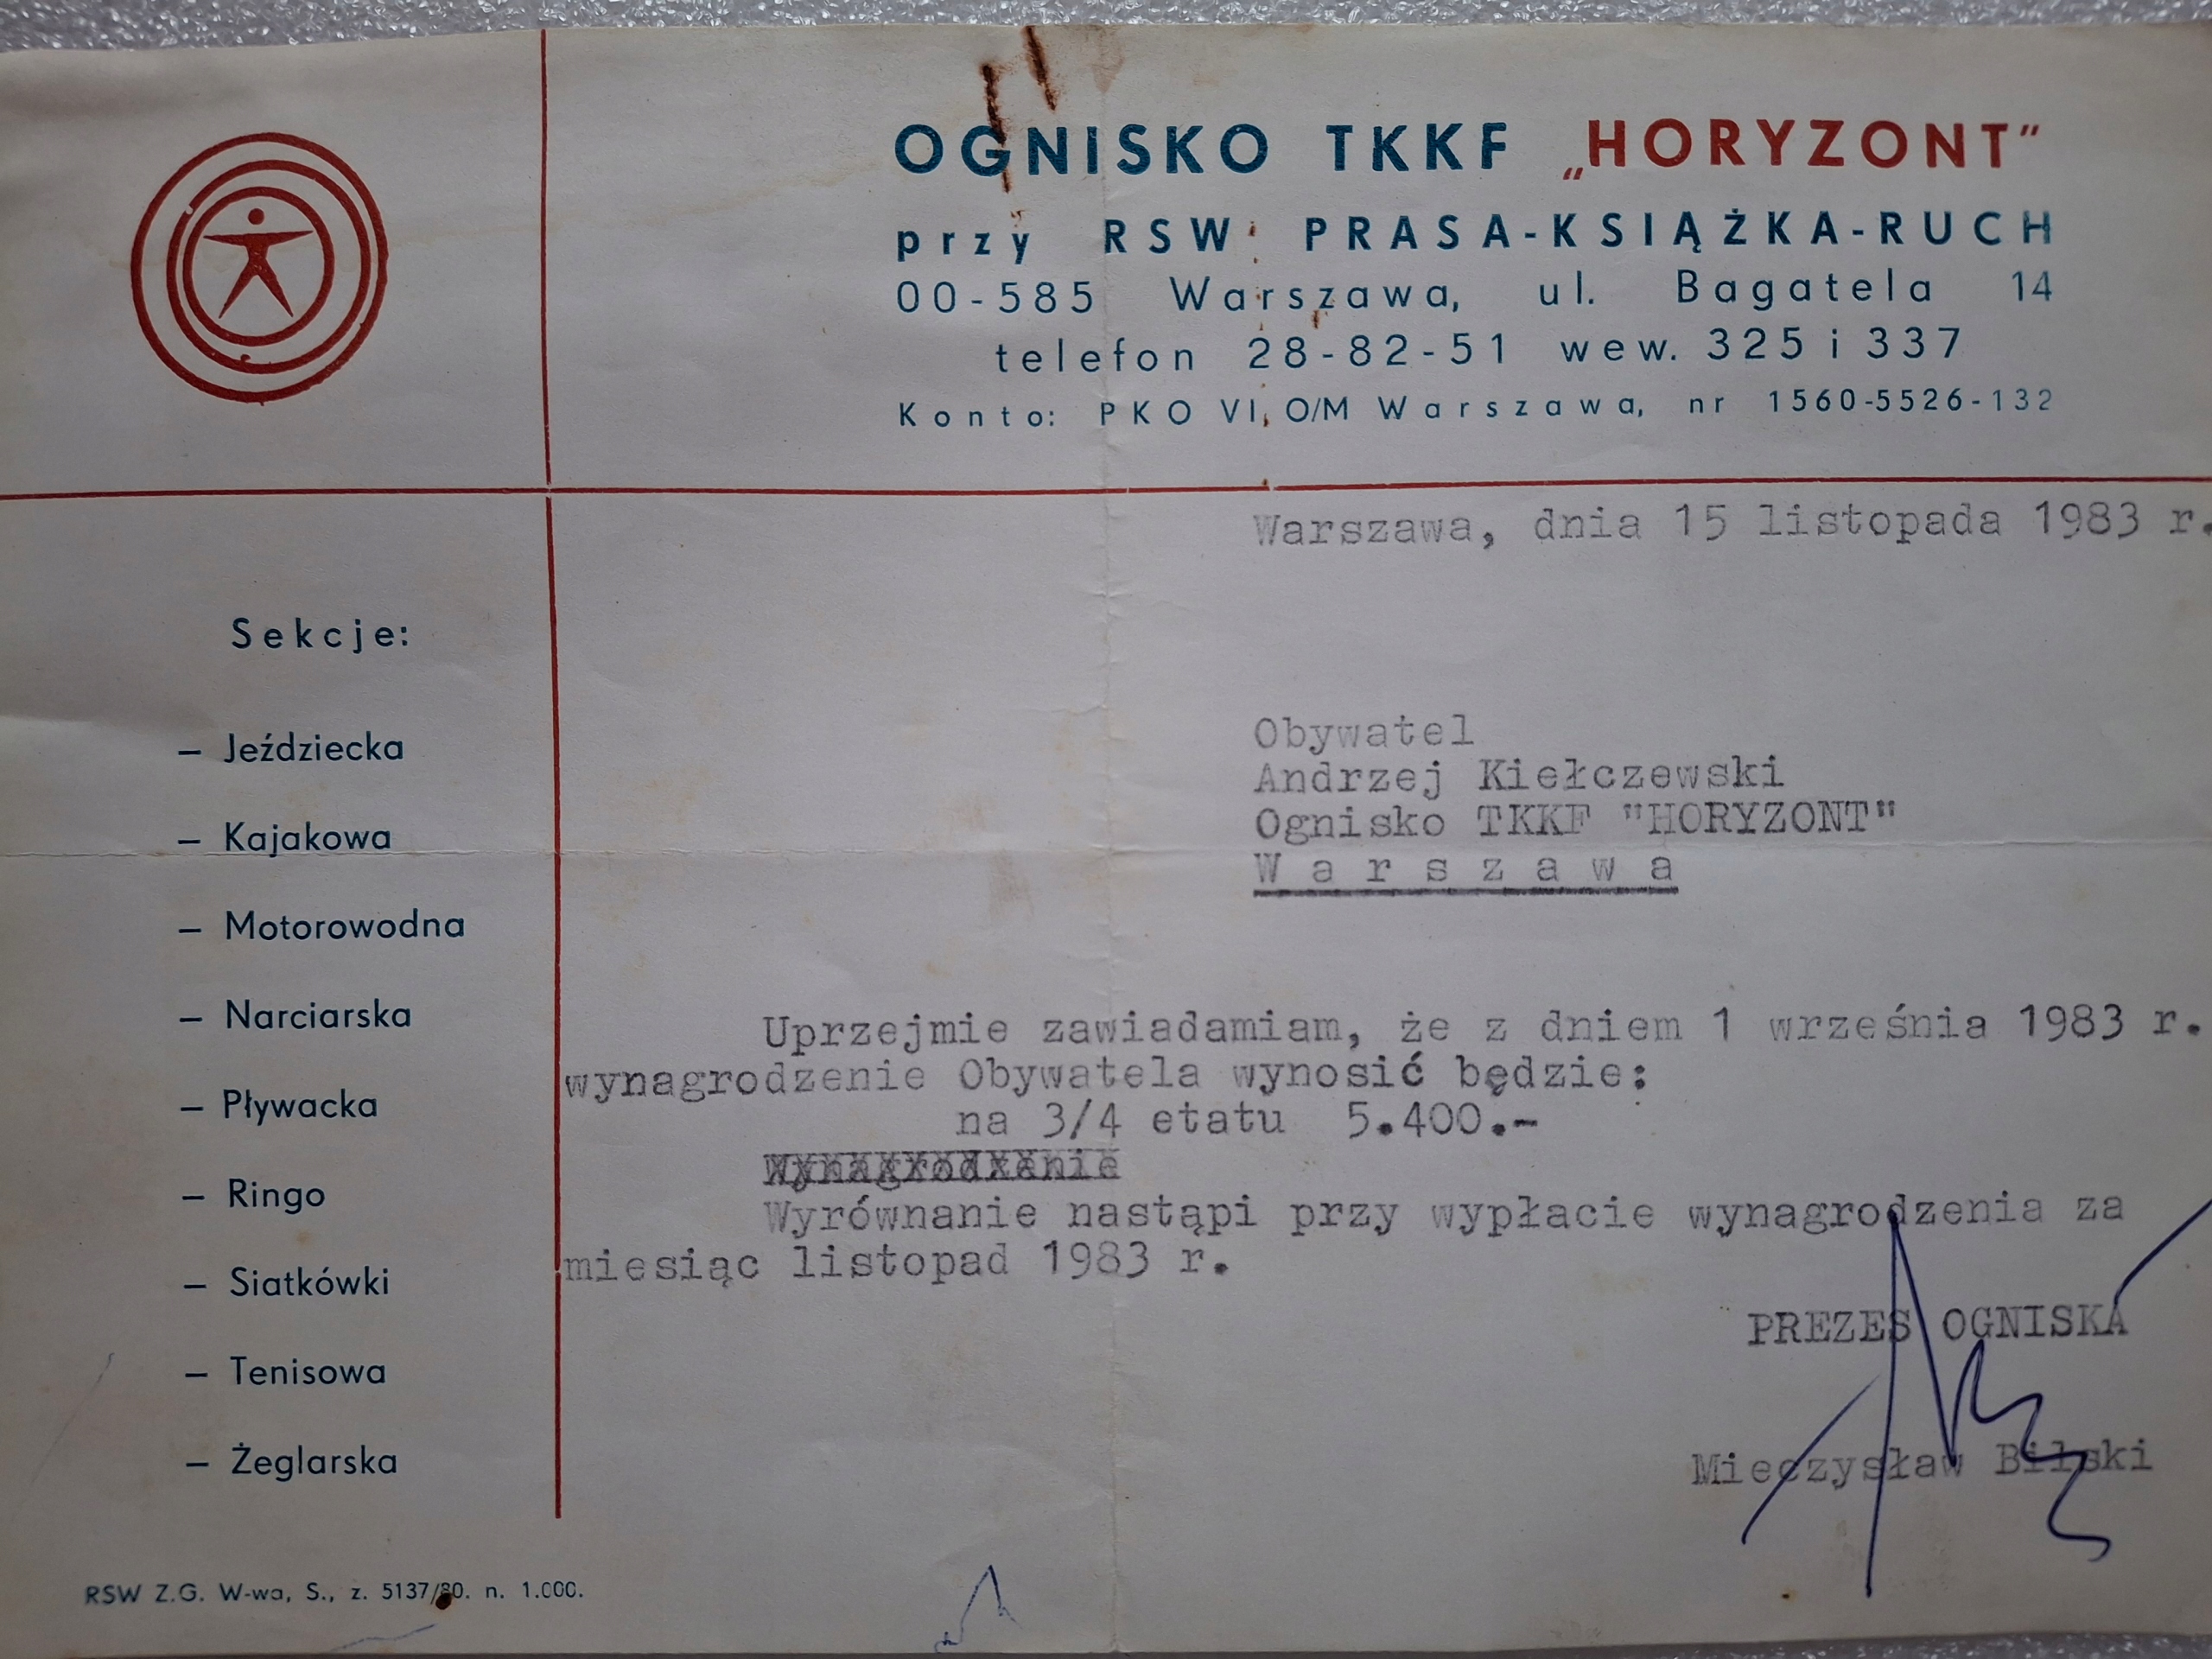 OGNISKO TKKF „HORYZONT"
przy RSW PRASA-KSIĄŻKA-RUCH
00-585 Warszawa, ul. Bagatela 14
telefon 28-82-51 wew. 325 i 337
Konto: PKO VI, O/M Warszawa, nr 1560-5526-132
Warszawa, dnia 15 listopada 1983 r.
Sekcje:
– Jeździecka
– Kajakowa
– Motorowodna
– Narciarska
– Pływacka
– Ringo
– Siatkówki
– Tenisowa
– Żeglarska
Obywatel
Andrzej Kiełczewski
Ognisko TKKF "HORYZONT"
W a r s z a w a
Uprzejmie zawiadamiam, że z dniem 1 września 1983 r.
wynagrodzenie Obywatela wynosić będzie:
na 3/4 etatu 5.400.-
Wynagrodzenie
Wyrównanie nastąpi przy wypłacie wynagrodzenia za
miesiąc listopad 1983 r.
PREZES OGNISKA
Mieczysław Bilski
RSW Z.G. W-wa, S., z. 5137/80. n. 1.000.